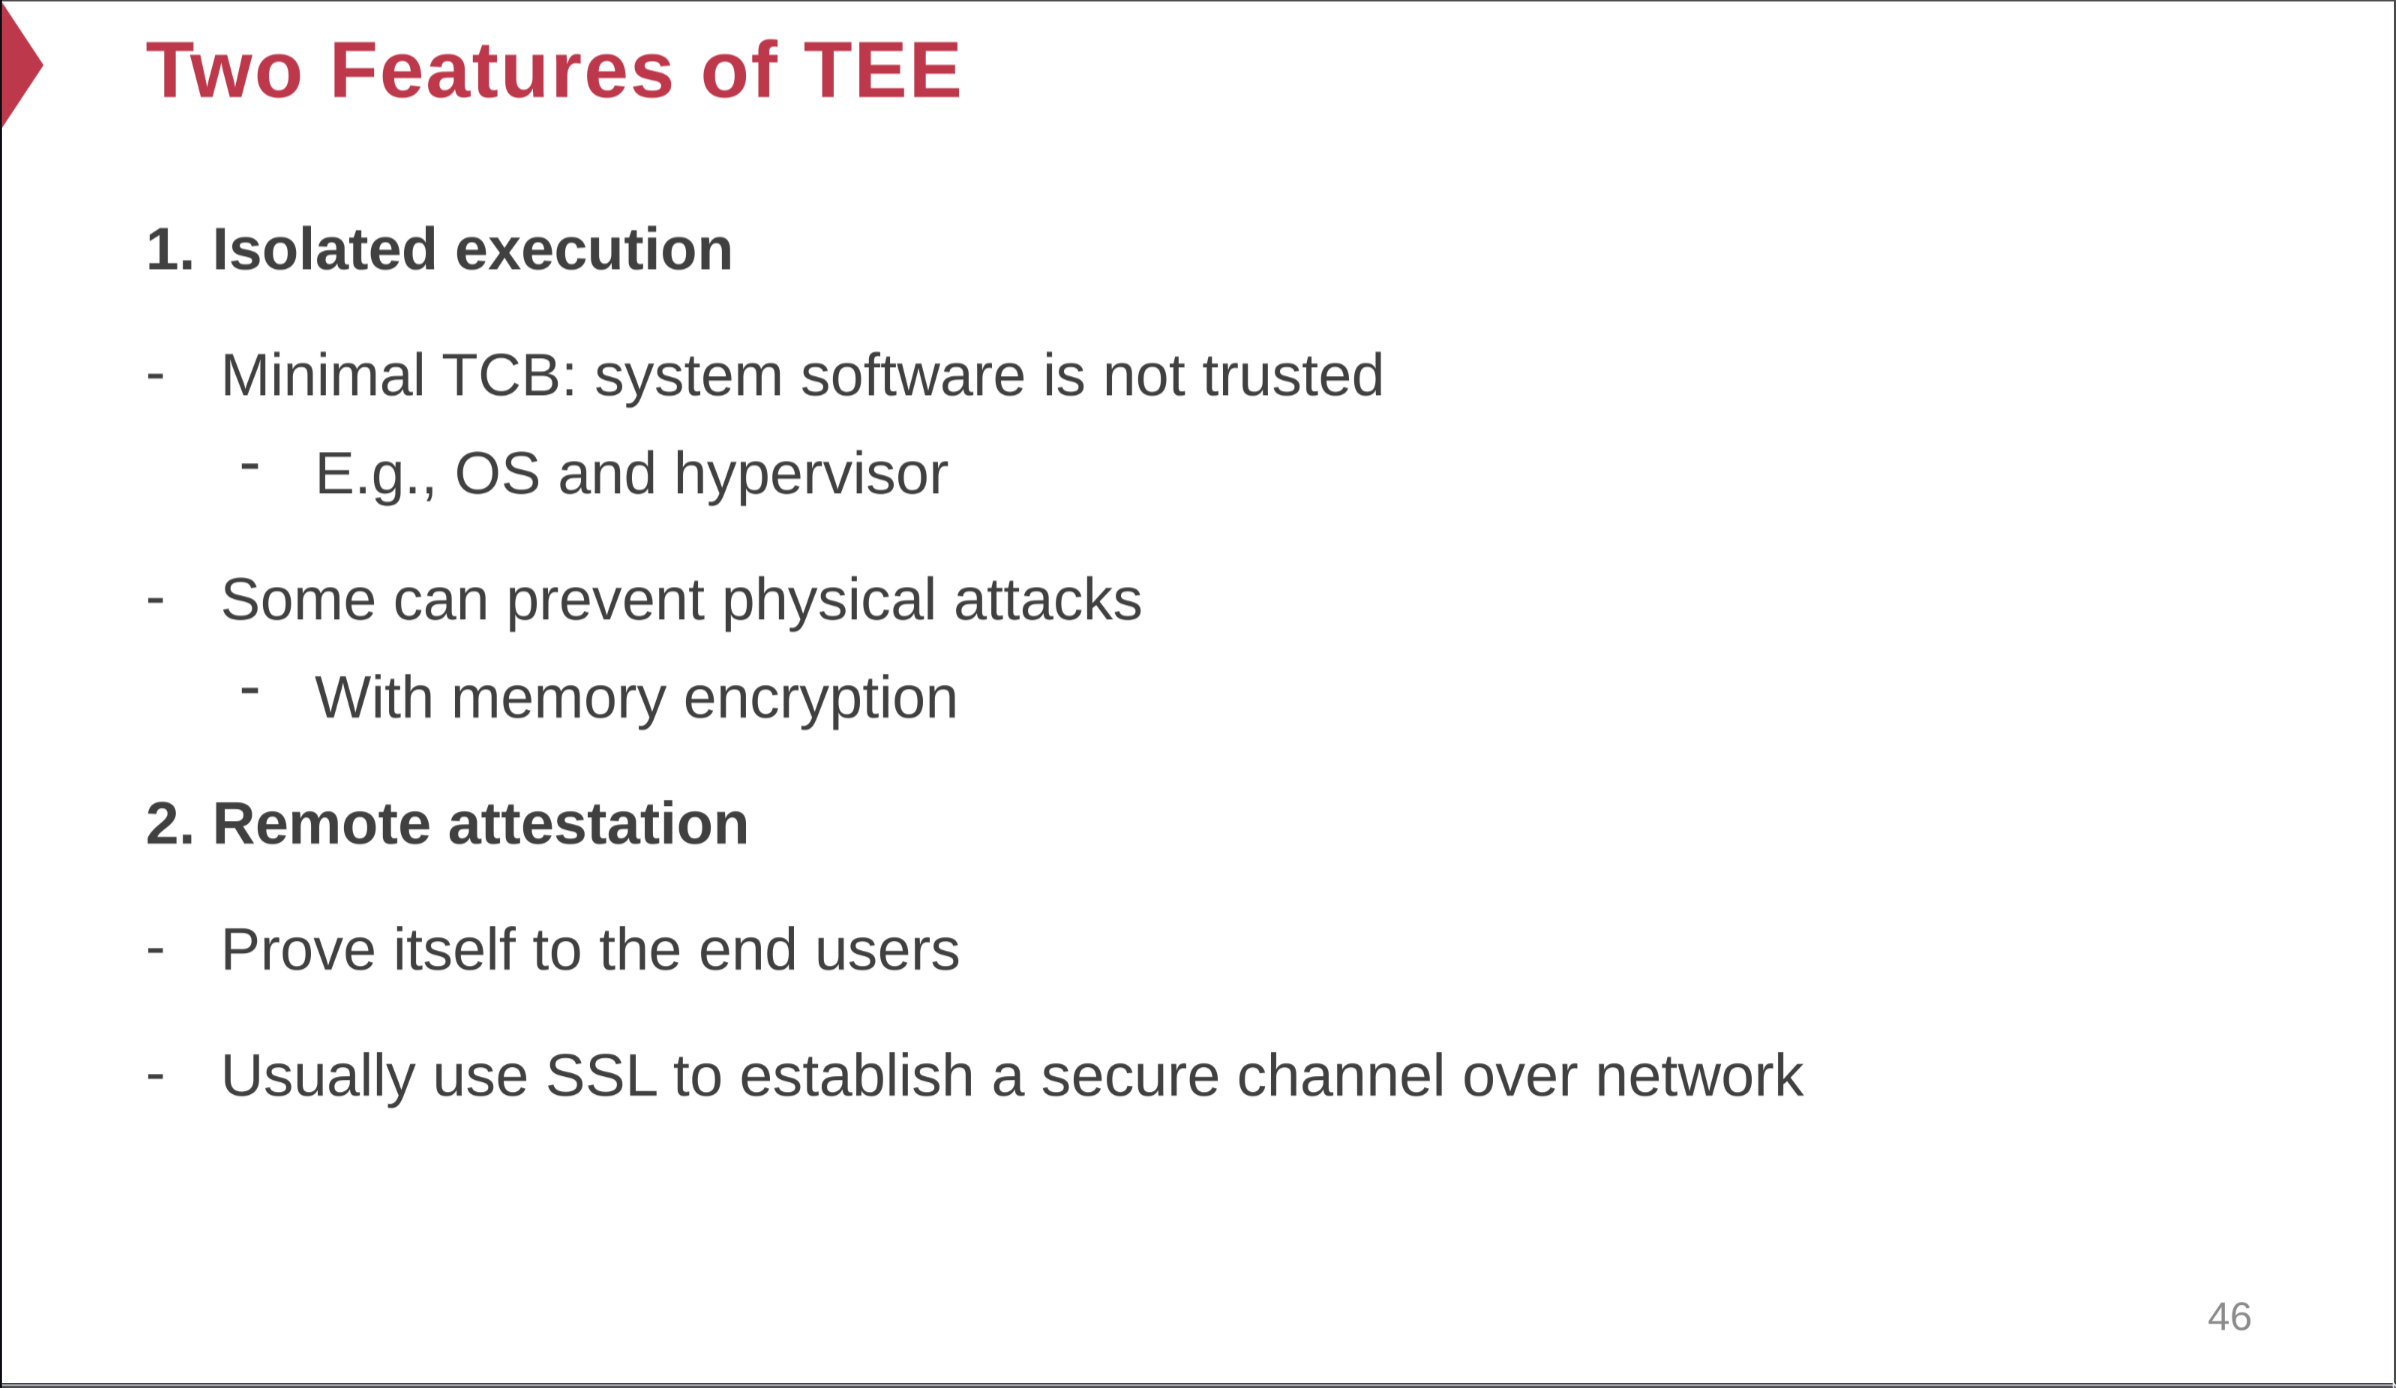 Two Features of TEE
1. Isolated execution
- Minimal TCB: system software is not trusted
- E.g., OS and hypervisor
- Some can prevent physical attacks
- With memory encryption
2. Remote attestation
- Prove itself to the end users
- Usually use SSL to establish a secure channel over network
46